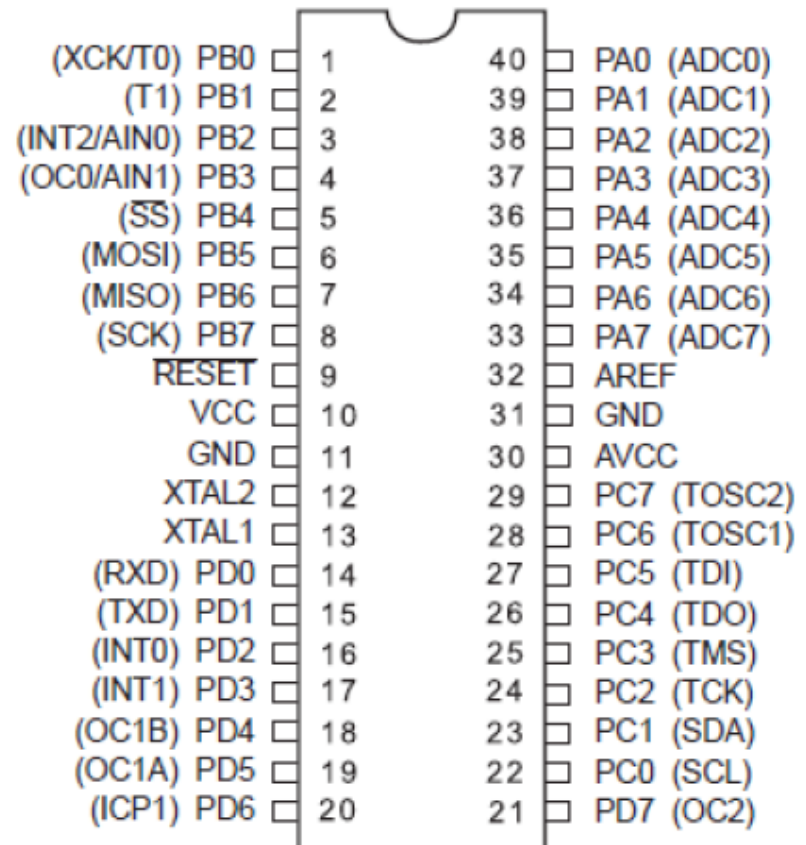 (XCK/T0) PB0 1 40 PA0 (ADC0)
(T1) PB1 2 39 PA1 (ADC1)
(INT2/AIN0) PB2 3 38 PA2 (ADC2)
(OC0/AIN1) PB3 4 37 PA3 (ADC3)
(SS) PB4 5 36 PA4 (ADC4)
(MOSI) PB5 6 35 PA5 (ADC5)
(MISO) PB6 7 34 PA6 (ADC6)
(SCK) PB7 8 33 PA7 (ADC7)
RESET 9 32 AREF
VCC 10 31 GND
GND 11 30 AVCC
XTAL2 12 29 PC7 (TOSC2)
XTAL1 13 28 PC6 (TOSC1)
(RXD) PD0 14 27 PC5 (TDI)
(TXD) PD1 15 26 PC4 (TDO)
(INT0) PD2 16 25 PC3 (TMS)
(INT1) PD3 17 24 PC2 (TCK)
(OC1B) PD4 18 23 PC1 (SDA)
(OC1A) PD5 19 22 PC0 (SCL)
(ICP1) PD6 20 21 PD7 (OC2)